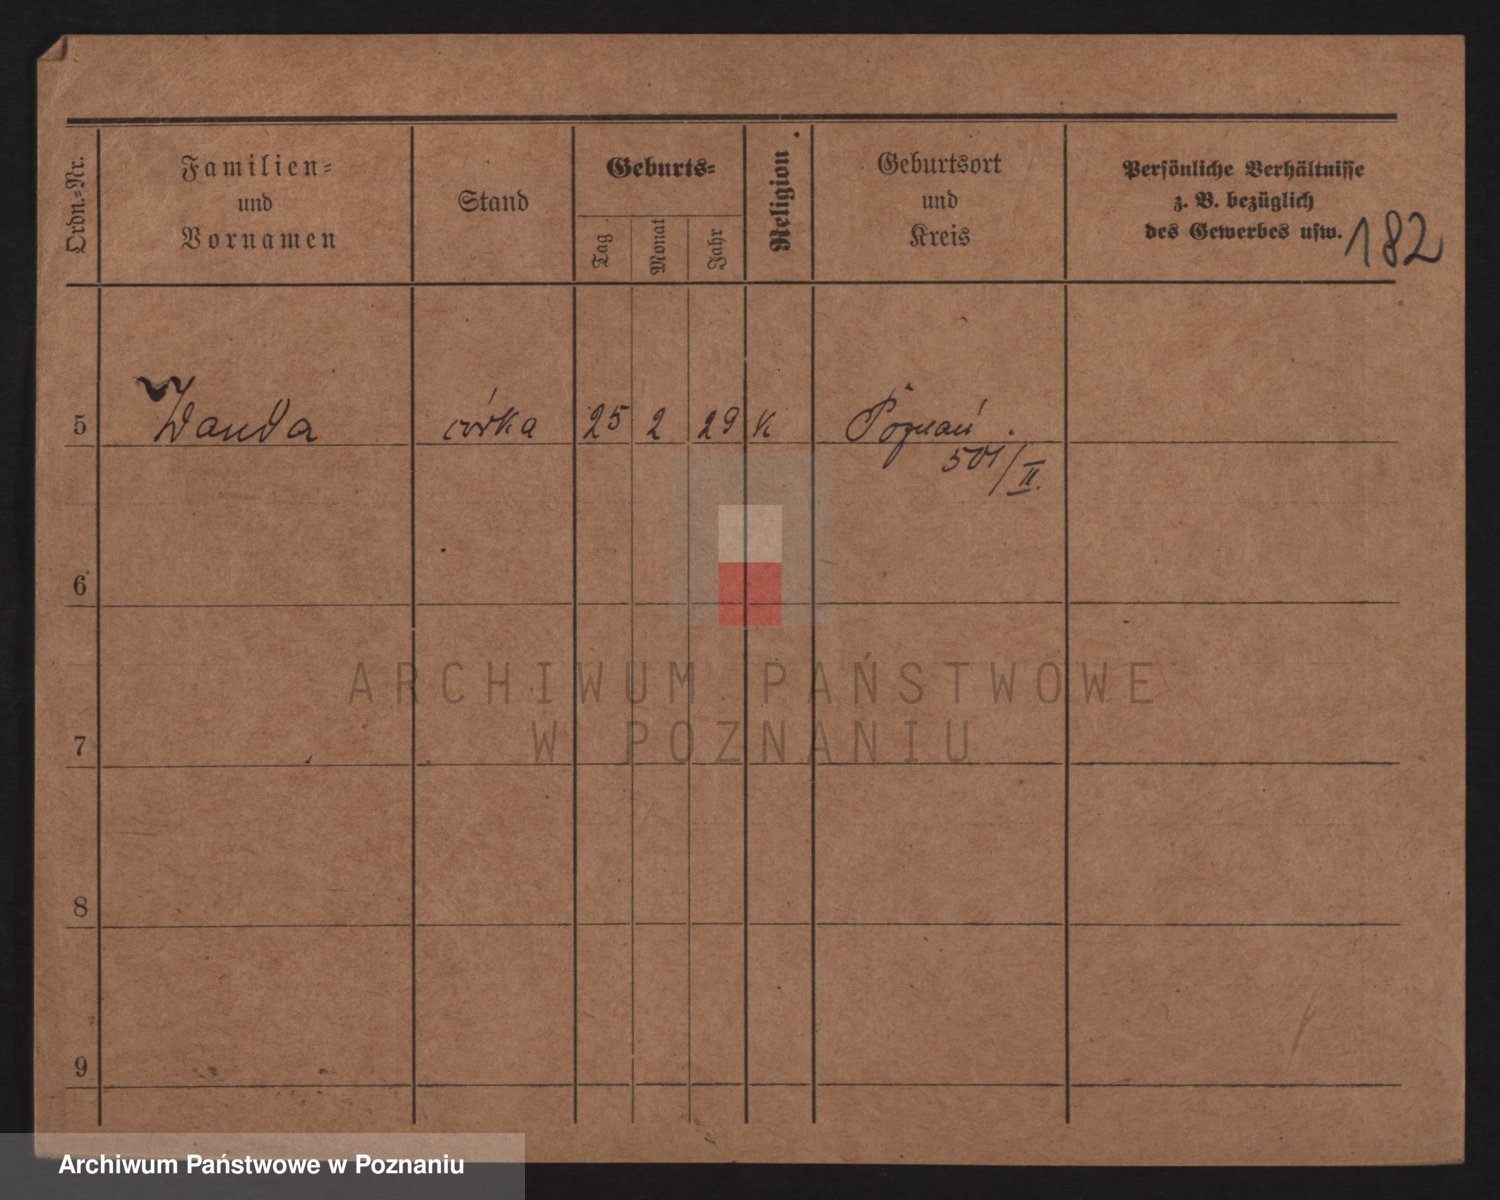 Ordn.-Nr.
Familien-
und
Vornamen
Stand
Geburts-
Tag
Monat
Jahr
Religion.
Geburtsort
und
Kreis
Persönliche Verhältnisse
z. B. bezüglich
des Gewerbes usw.
182
5 Wanda córka 25 2 29 K Poznań.
501/II.
6
7
8
9
ARCHIWUM PAŃSTWOWE
W POZNANIU
Archiwum Państwowe w Poznaniu